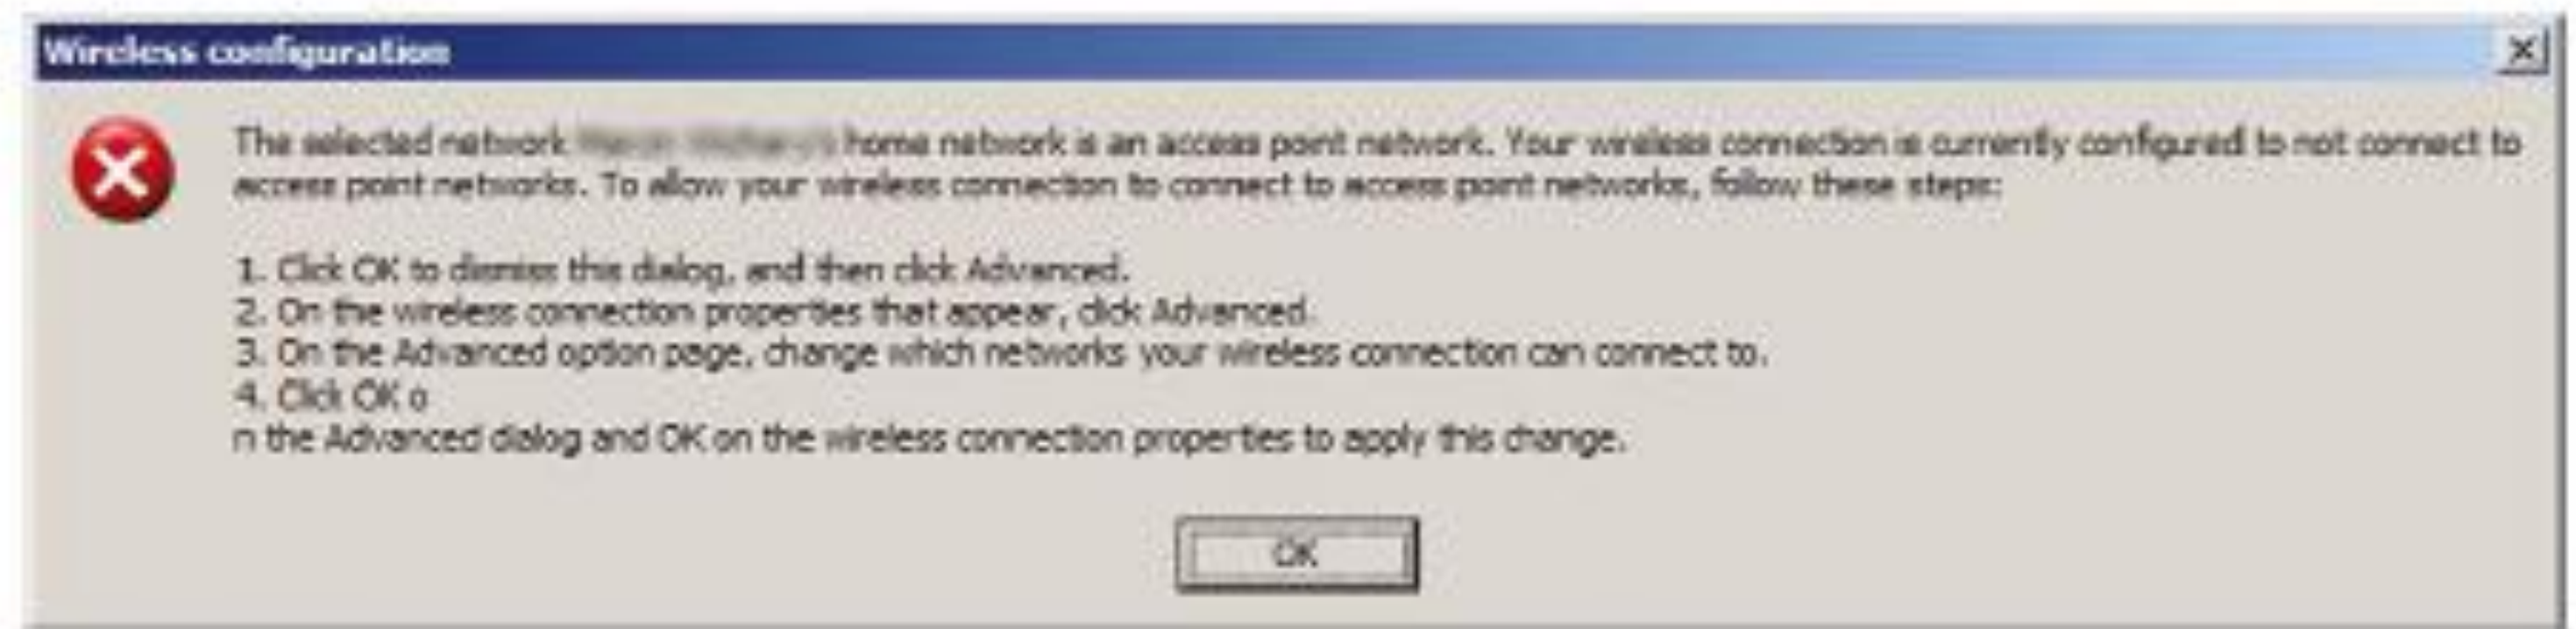 Wireless configuration
The selected network home network is an access point network. Your wireless connection is currently configured to not connect to
access point networks. To allow your wireless connection to connect to access point networks, follow these steps:
1. Click OK to dismiss this dialog, and then click Advanced.
2. On the wireless connection properties that appear, click Advanced.
3. On the Advanced option page, change which networks your wireless connection can connect to.
4. Click OK o
n the Advanced dialog and OK on the wireless connection properties to apply this change.
OK